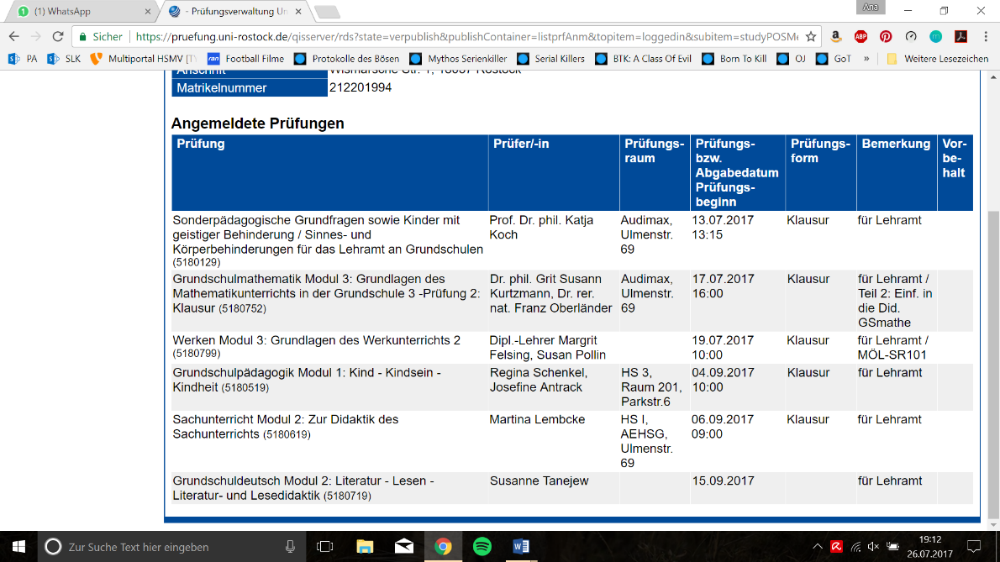 (1) WhatsApp
- Prüfungsverwaltung Un
Ana
Sicher https://pruefung.uni-rostock.de/qisserver/rds?state=verpublish&publishContainer=listprfAnm&topitem=loggedin&subitem=studyPOSM
PA SLK Multiportal HSMV [T Football Filme Protokolle des Bösen Mythos Serienkiller Serial Killers BTK: A Class Of Evil Born To Kill OJ GoT » Weitere Lesezeichen
Anschrift Wismarsche Str. 1, 18057 Rostock
Matrikelnummer 212201994
Angemeldete Prüfungen
Prüfung
Prüfer/-in
Prüfungs-
raum
Prüfungs-
bzw.
Abgabedatum
Prüfungs-
beginn
Prüfungs-
form
Bemerkung
Vor-
be-
halt
Sonderpädagogische Grundfragen sowie Kinder mit
geistiger Behinderung / Sinnes- und
Körperbehinderungen für das Lehramt an Grundschulen
(5180129)
Prof. Dr. phil. Katja
Koch
Audimax,
Ulmenstr.
69
13.07.2017
13:15
Klausur
für Lehramt
Grundschulmathematik Modul 3: Grundlagen des
Mathematikunterrichts in der Grundschule 3 -Prüfung 2:
Klausur (5180752)
Dr. phil. Grit Susann
Kurtzmann, Dr. rer.
nat. Franz Oberländer
Audimax,
Ulmenstr.
69
17.07.2017
16:00
Klausur
für Lehramt /
Teil 2: Einf. in
die Did.
GSmathe
Werken Modul 3: Grundlagen des Werkunterrichts 2
(5180799)
Dipl.-Lehrer Margrit
Felsing, Susan Pollin
19.07.2017
10:00
Klausur
für Lehramt /
MÖL-SR101
Grundschulpädagogik Modul 1: Kind - Kindsein -
Kindheit (5180519)
Regina Schenkel,
Josefine Antrack
HS 3,
Raum 201,
Parkstr.6
04.09.2017
10:00
Klausur
für Lehramt
Sachunterricht Modul 2: Zur Didaktik des
Sachunterrichts (5180619)
Martina Lembcke
HS I,
AEHSG,
Ulmenstr.
69
06.09.2017
09:00
Klausur
für Lehramt
Grundschuldeutsch Modul 2: Literatur - Lesen -
Literatur- und Lesedidaktik (5180719)
Susanne Tanejew
15.09.2017
für Lehramt
Zur Suche Text hier eingeben
19:12
26.07.2017